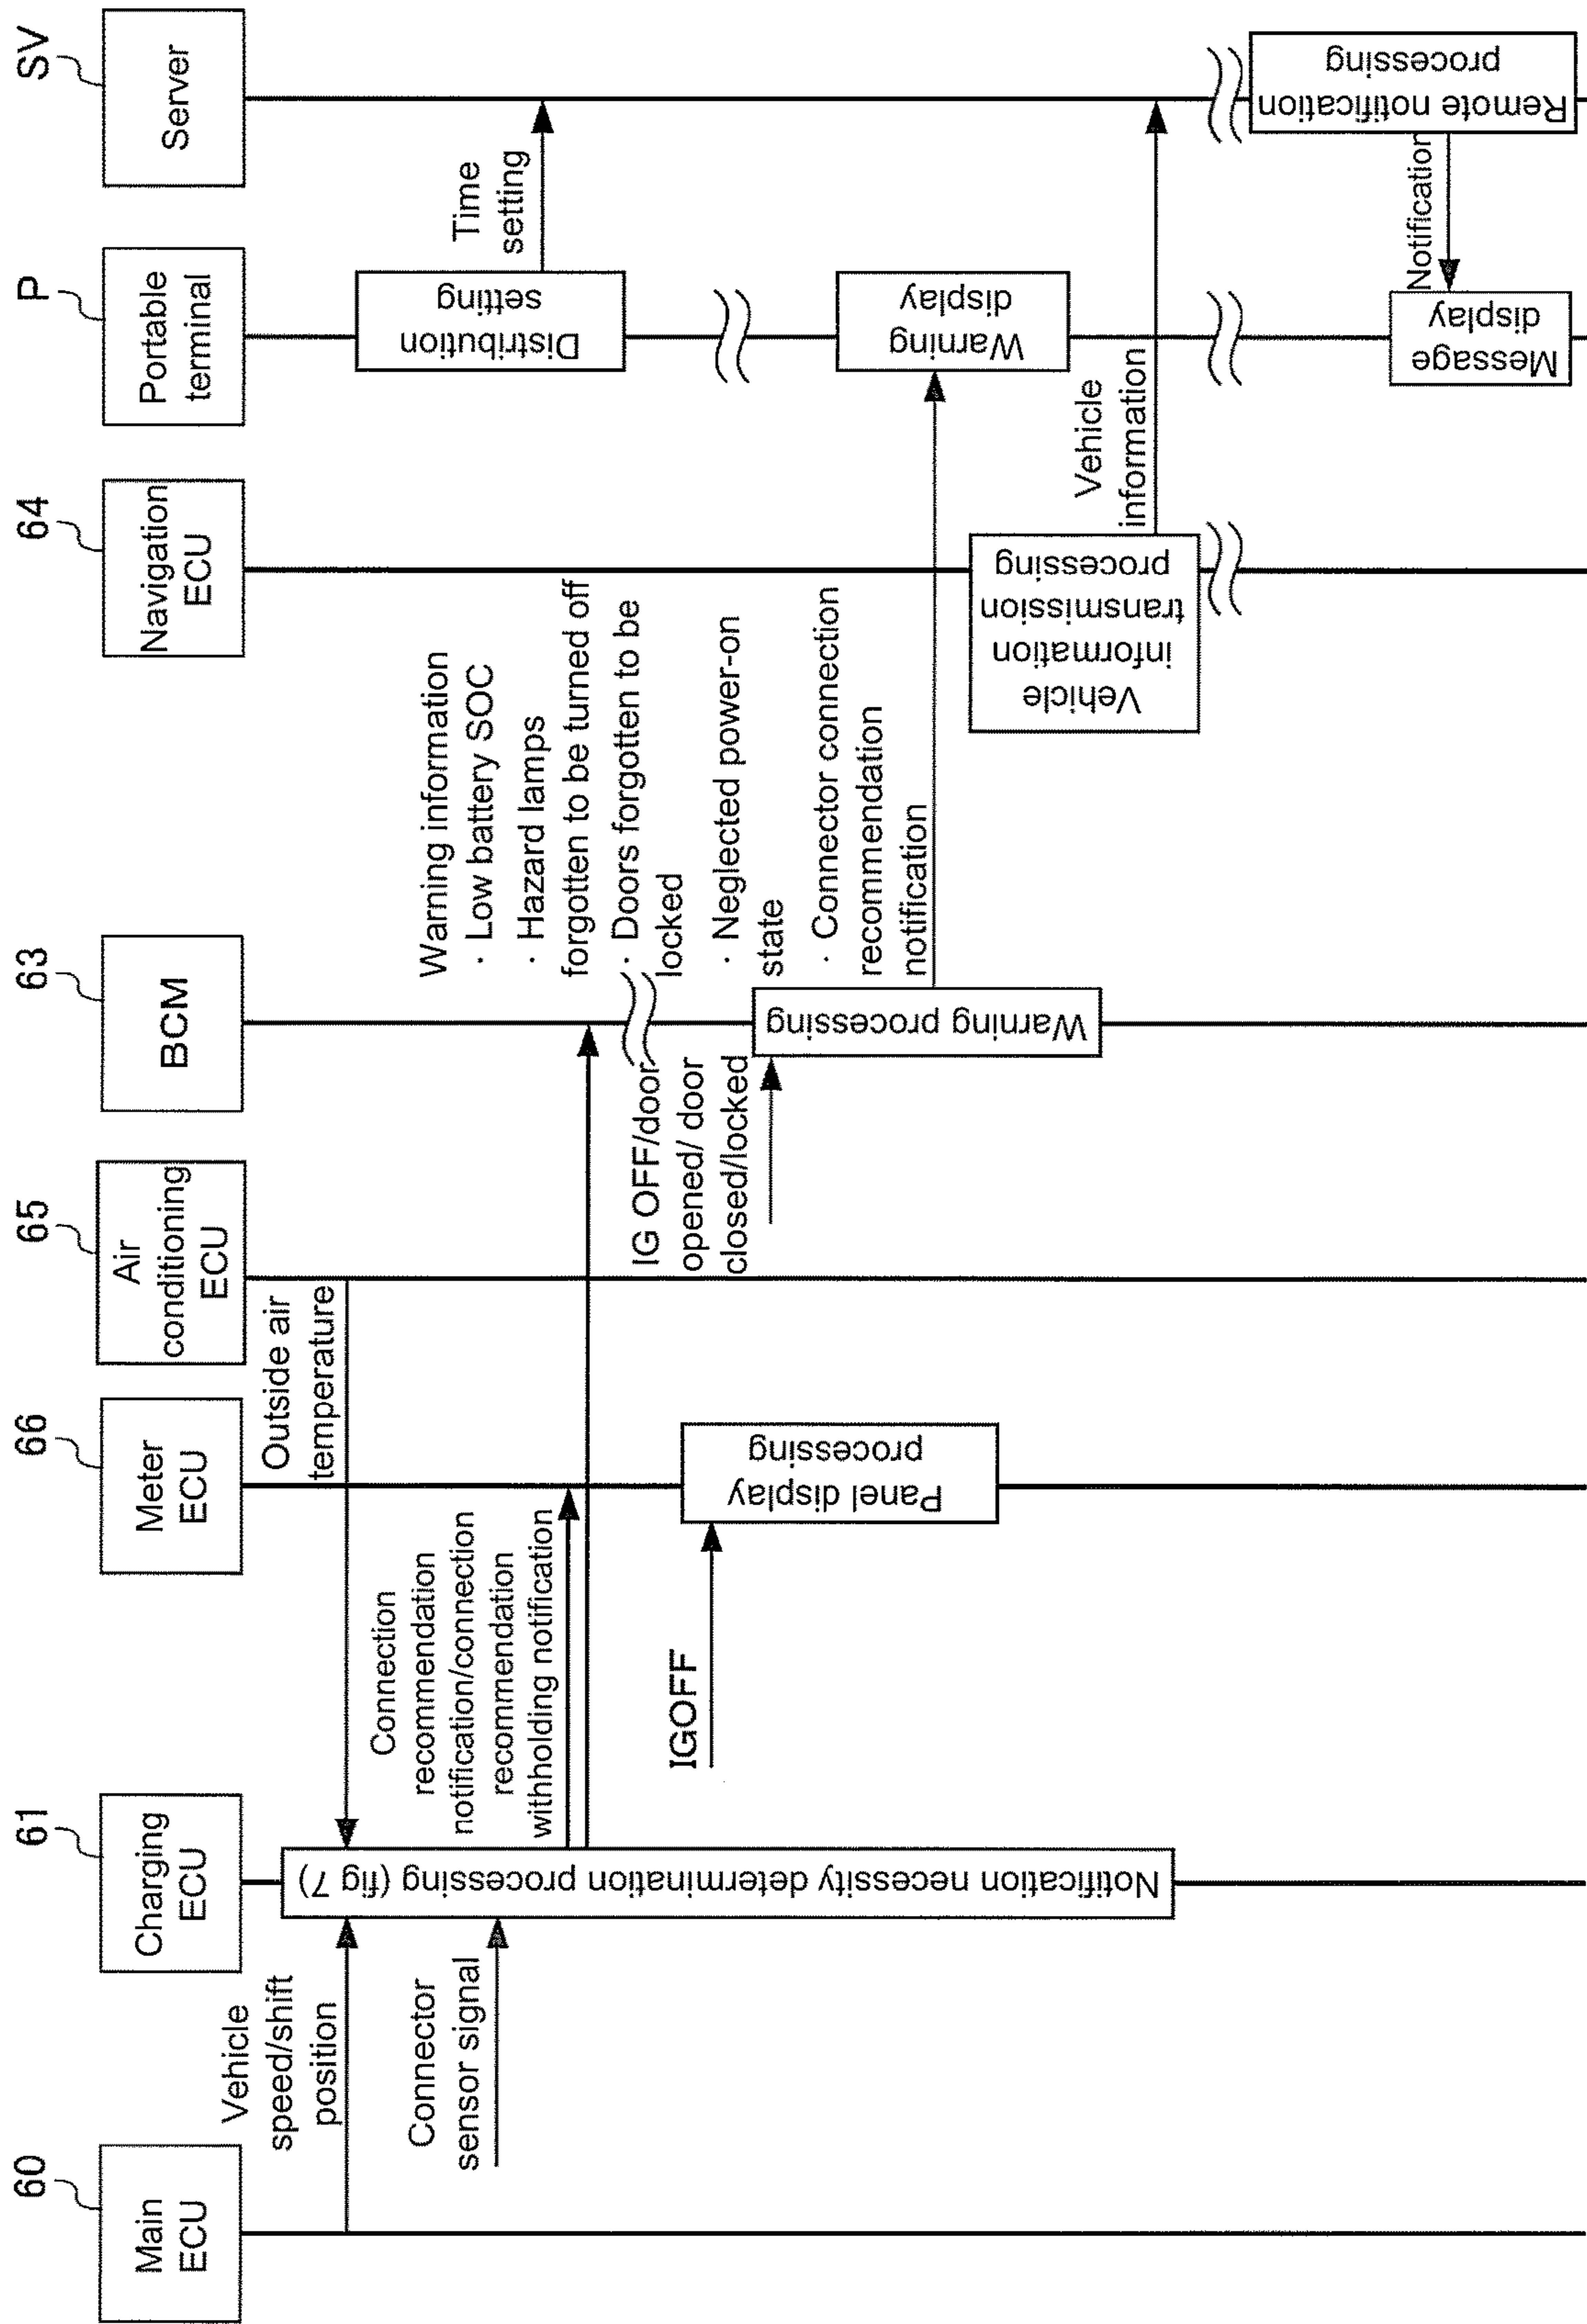 60
Main
ECU
61
Charging
ECU
66
Meter
ECU
65
Air
conditioning
ECU
63
BCM
64
Navigation
ECU
P
Portable
terminal
SV
Server
Vehicle
speed/shift
position
Outside air
temperature
Connector
sensor signal
Notification necessity determination processing (fig 7)
Connection
recommendation
notification/connection
recommendation
withholding notification
IGOFF
Panel display
processing
IG OFF/door
opened/ door
closed/locked
Warning processing
Warning information
· Low battery SOC
· Hazard lamps
forgotten to be turned off
· Doors forgotten to be
locked
· Neglected power-on
state
· Connector connection
recommendation
notification
Distribution
setting
Time
setting
Warning
display
Vehicle
information
transmission
processing
Vehicle
information
Remote notification
processing
Notification
Message
display